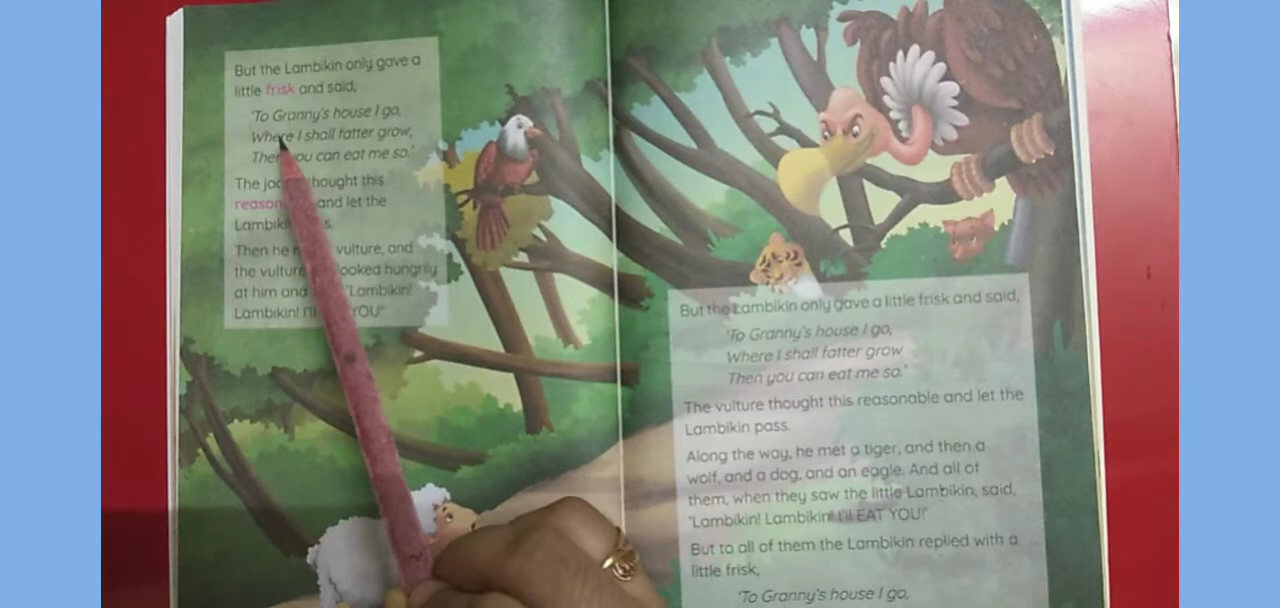 But the Lambikin only gave a
little frisk and said,
'To Granny's house I go,
Where I shall fatter grow,
Then you can eat me so.'
The thought this
and let the
Then he vulture, and
the vulture looked hungrily
at him and 'Lambikin!
Lambikin! I'll YOU!'
But the Lambikin only gave a little frisk and said,
'To Granny's house I go,
Where I shall fatter grow
Then you can eat me so.'
The vulture thought this reasonable and let the
Lambikin pass.
Along the way, he met a tiger, and then a
wolf, and a dog, and an eagle. And all of
them, when they saw the little Lambikin, said,
'Lambikin! Lambikin! I'll EAT YOU!'
But to all of them the Lambikin replied with a
little frisk,
'To Granny's house I go,